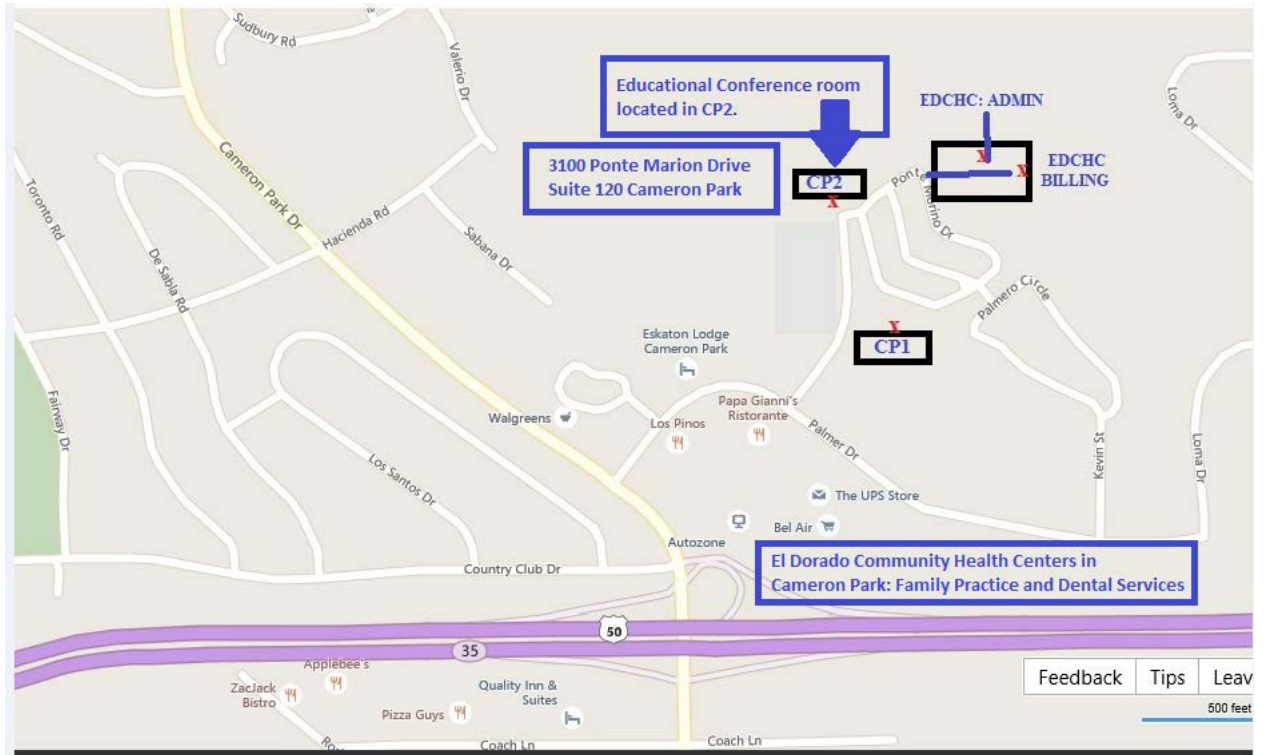 Sudbury Rd
Valerio Dr
Educational Conference room
located in CP2.
EDCHC: ADMIN
Loma Dr
3100 Ponte Marion Drive
Suite 120 Cameron Park
CP2
EDCHC
BILLING
X
X
X
Ponte Morino Dr
Cameron Park Dr
Toronto Rd
De Sabla Rd
Hacienda Rd
Sabana Dr
Palmero Circle
X
CP1
Eskaton Lodge
Cameron Park
Fairway Dr
Walgreens
Los Pinos
Papa Gianni's
Ristorante
Palmer Dr
Kevin St
Loma Dr
Los Santos Dr
The UPS Store
Autozone
Bel Air
Country Club Dr
El Dorado Community Health Centers in
Cameron Park: Family Practice and Dental Services
50
35
Applebee's
ZacJack
Bistro
Pizza Guys
Quality Inn &
Suites
Coach Ln
Coach Ln
Feedback
Tips
Leav
500 feet